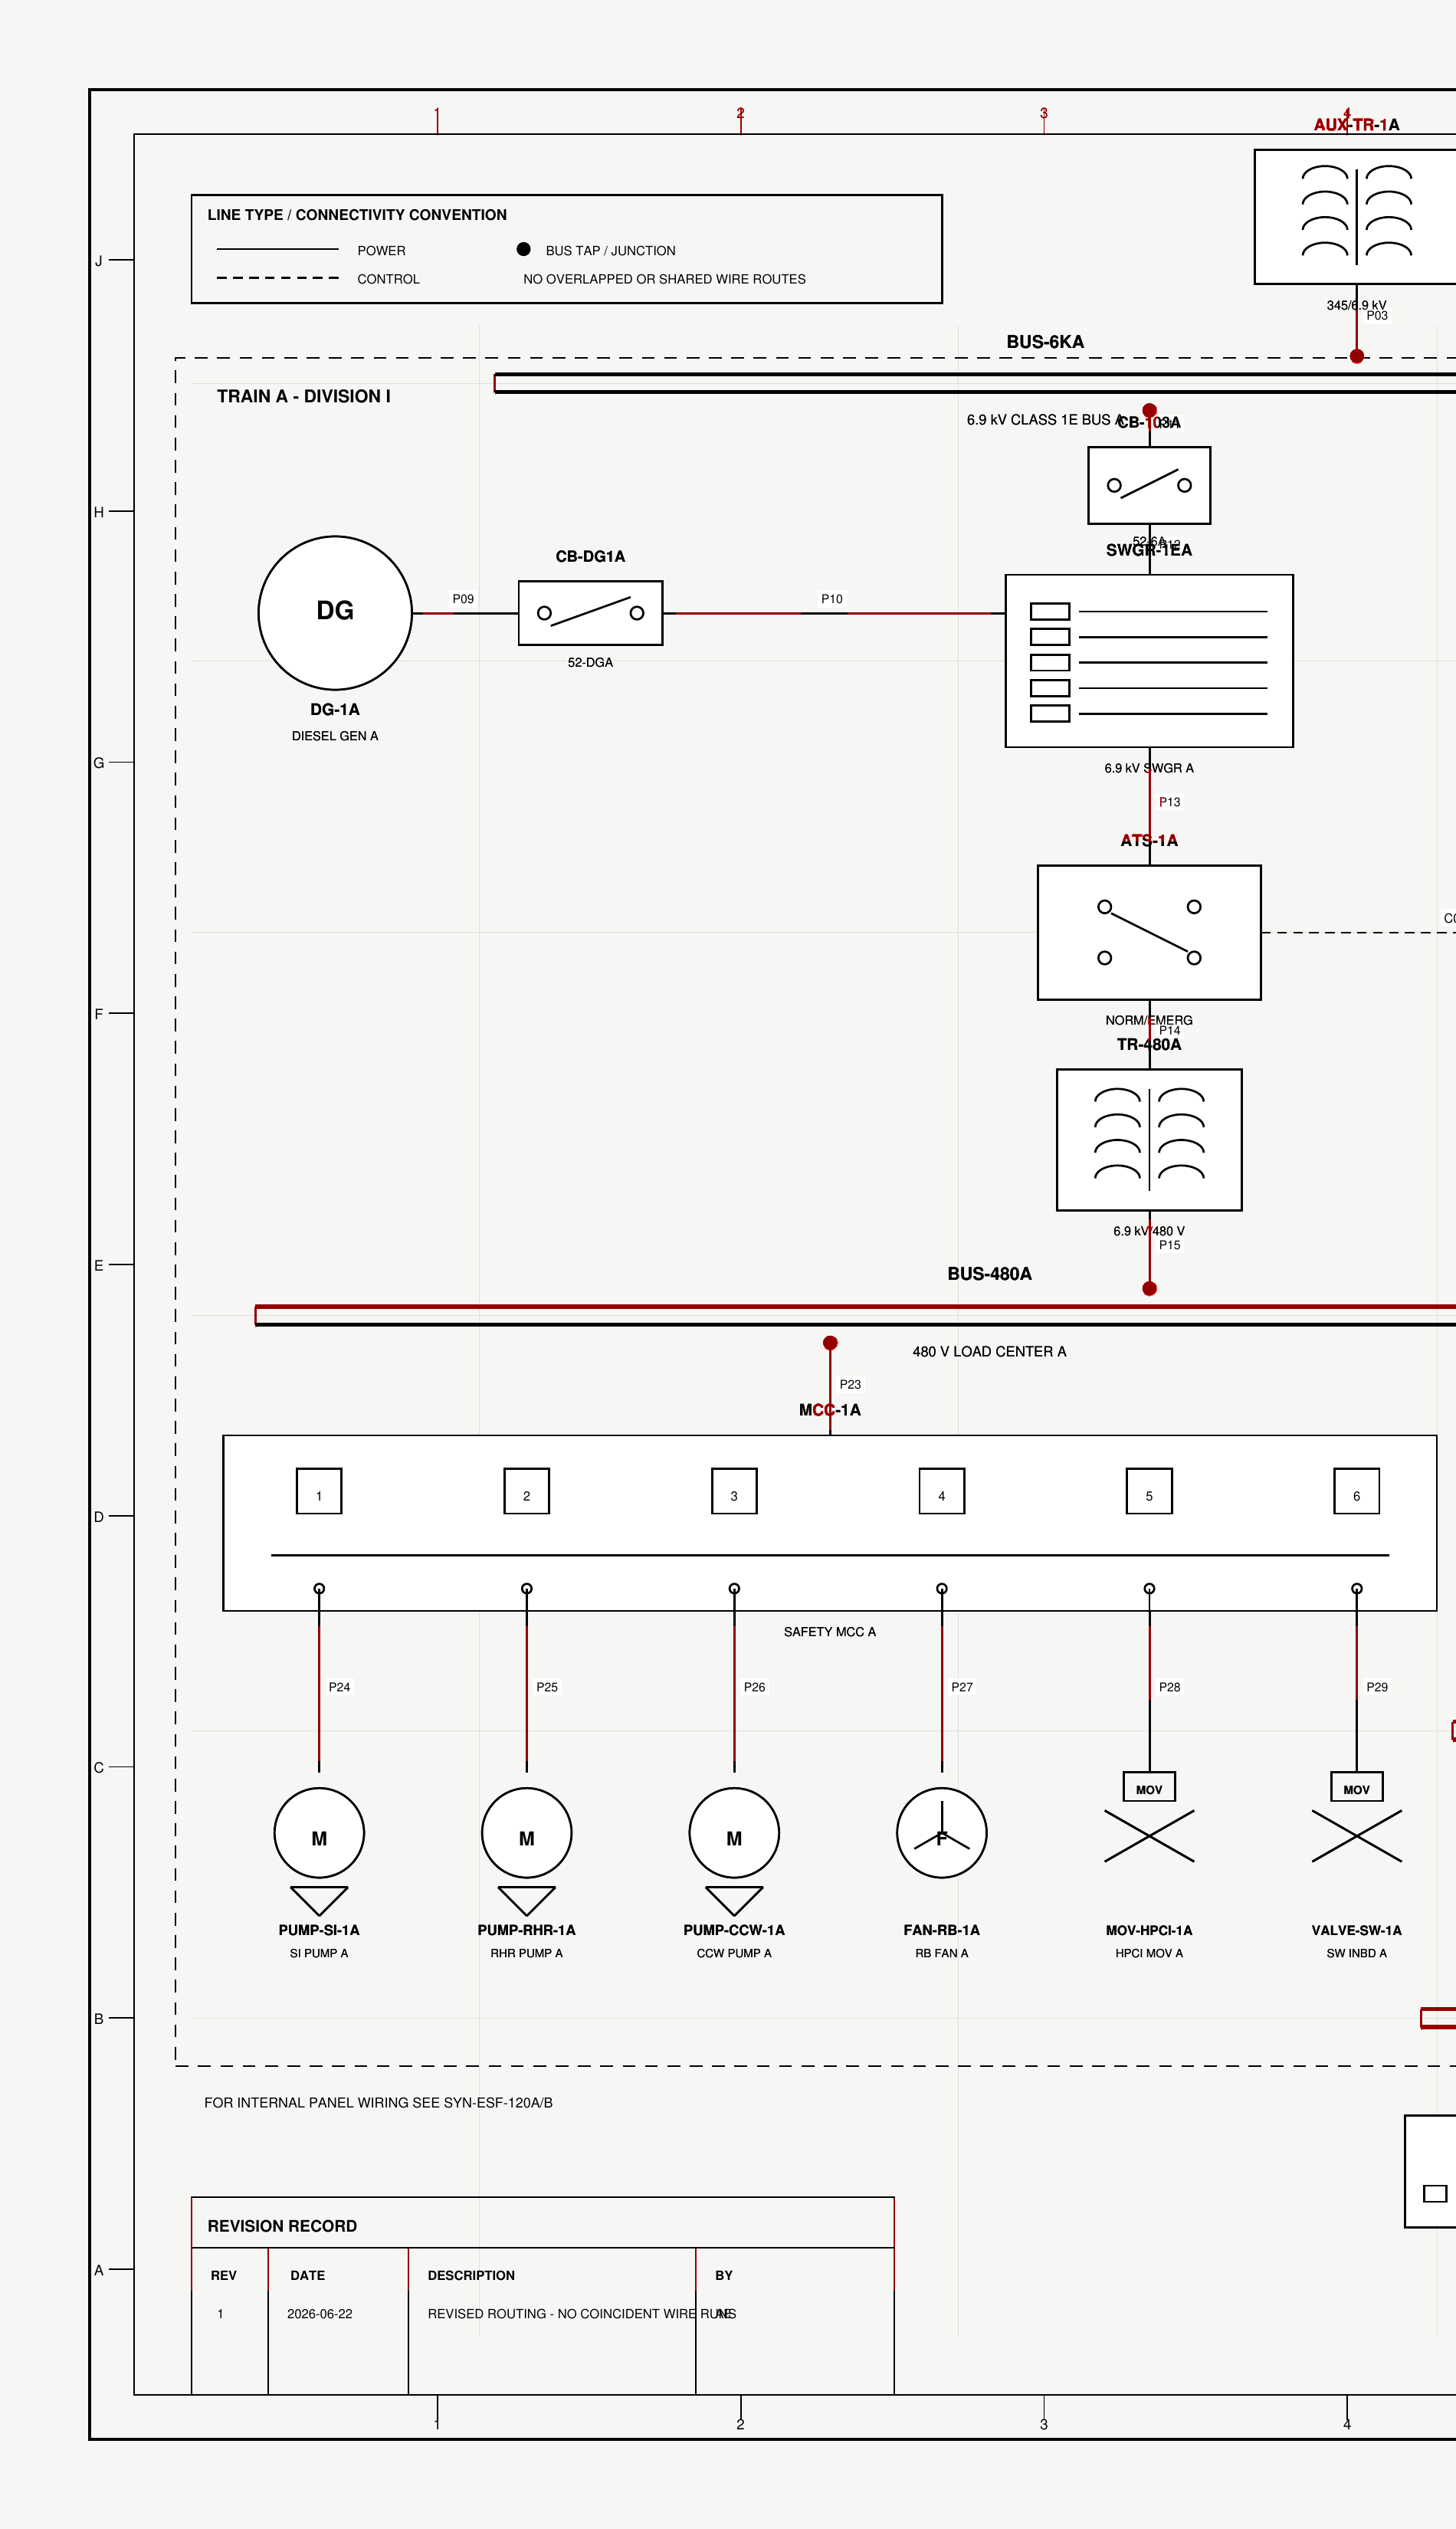 1 2 3 4
AUX-TR-1A
LINE TYPE / CONNECTIVITY CONVENTION
POWER
BUS TAP / JUNCTION
CONTROL
NO OVERLAPPED OR SHARED WIRE ROUTES
J
345/6.9 kV
P03
BUS-6KA
TRAIN A - DIVISION I
6.9 kV CLASS 1E BUS A
CB-103A
H
52-6A
P12
SWGR-1EA
CB-DG1A
DG
P09
P10
52-DGA
DG-1A
DIESEL GEN A
G
6.9 kV SWGR A
P13
ATS-1A
F
NORM/EMERG
P14
TR-480A
6.9 kV/480 V
P15
E
BUS-480A
480 V LOAD CENTER A
P23
MCC-1A
1 2 3 4 5 6
D
SAFETY MCC A
P24 P25 P26 P27 P28 P29
C
MOV MOV
M M M F
PUMP-SI-1A PUMP-RHR-1A PUMP-CCW-1A FAN-RB-1A MOV-HPCI-1A VALVE-SW-1A
SI PUMP A RHR PUMP A CCW PUMP A RB FAN A HPCI MOV A SW INBD A
B
FOR INTERNAL PANEL WIRING SEE SYN-ESF-120A/B
REVISION RECORD
A
REV DATE DESCRIPTION BY
1 2026-06-22 REVISED ROUTING - NO COINCIDENT WIRE RUNS
1 2 3 4